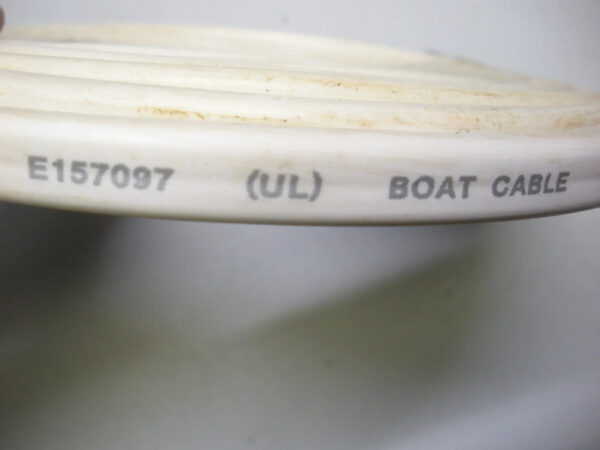 E157097 (UL) BOAT CABLE